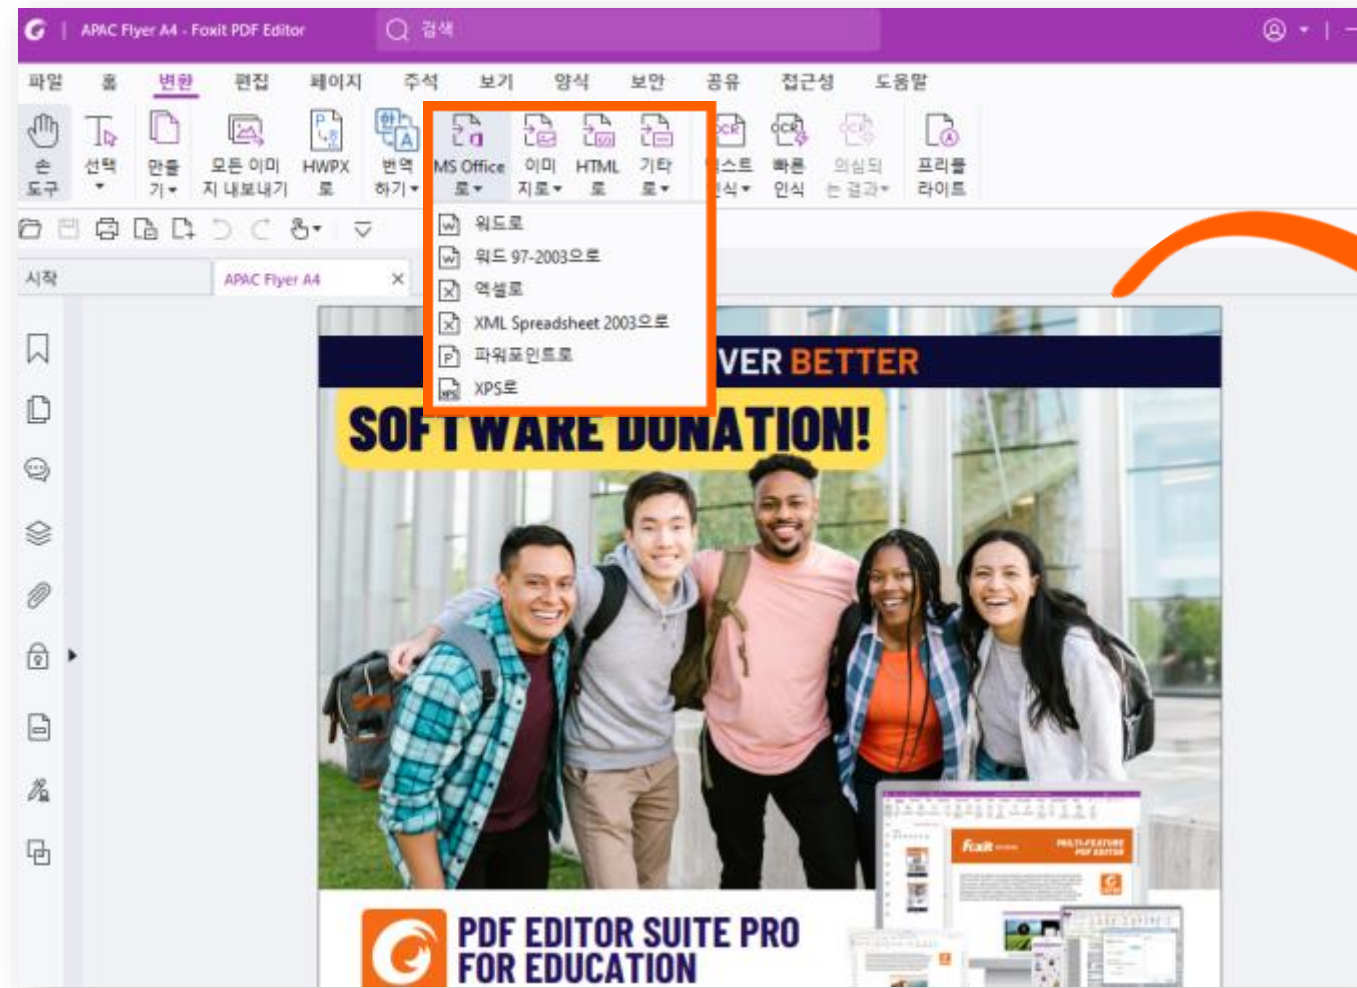 APAC Flyer A4 - Foxit PDF Editor
검색
파일 홈 변환 편집 페이지 주석 보기 양식 보안 공유 접근성 도움말
손
도구
선택
만들
기
모든 이미
지 내보내기
HWPX
로
번역
하기
MS Office
로
이미
지로
HTML
로
기타
로
스트
인식
빠른
인식
의심되
는 결과
프리플
라이트
워드로
워드 97-2003으로
엑셀로
XML Spreadsheet 2003으로
파워포인트로
XPS로
시작
APAC Flyer A4
VER BETTER
SOFTWARE DONATION!
Foxit
MULTI-FEATURE
PDF EDITOR
PDF EDITOR SUITE PRO
FOR EDUCATION